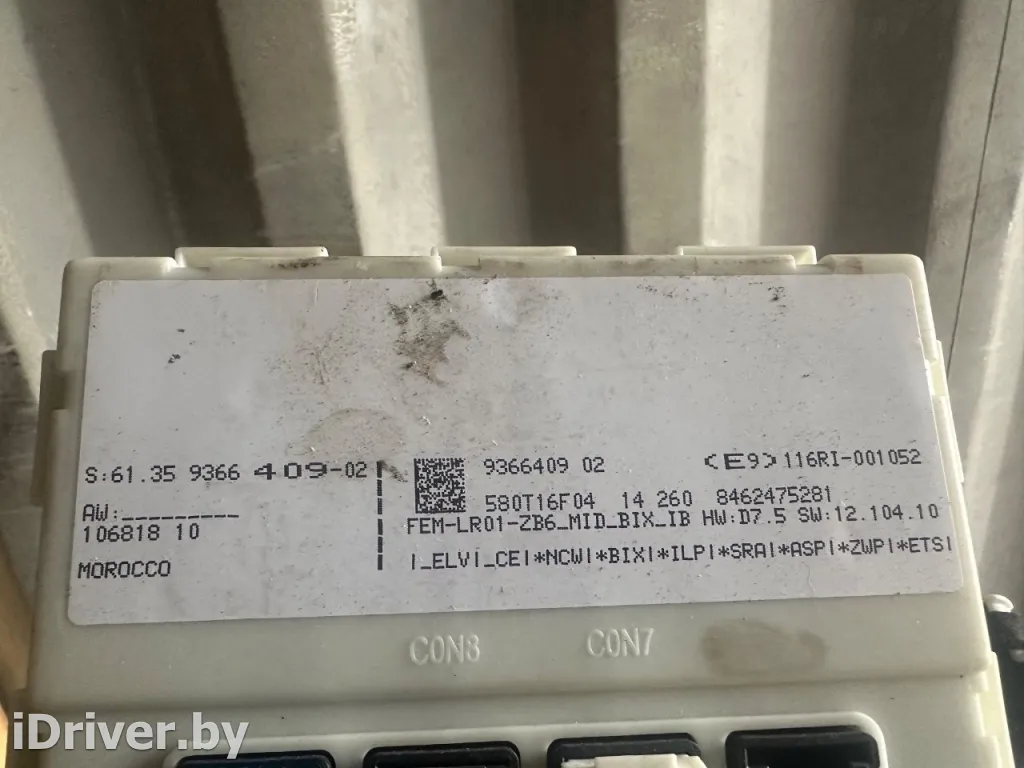 S:61.35 9366 409-02
AW:_________
106818 10
MOROCCO
9366409 02
<E9> 116RI-001052
580T16F04 14 260 8462475281
FEM-LR01-ZB6_MID_BIX_IB HW:D7.5 SW:12.104.10
|_ELV|_CE|*NCW|*BIX|*ILP|*SRA|*ASP|*ZWP|*ETS|
CON8 CON7
iDriver.by